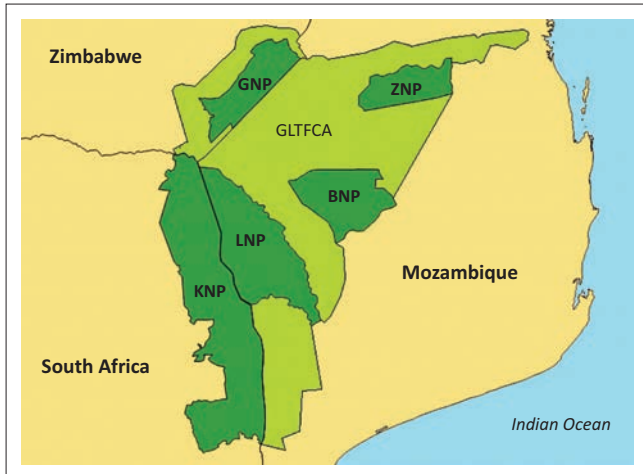 Zimbabwe
GNP
ZNP
GLTFCA
BNP
LNP
Mozambique
KNP
South Africa
Indian Ocean